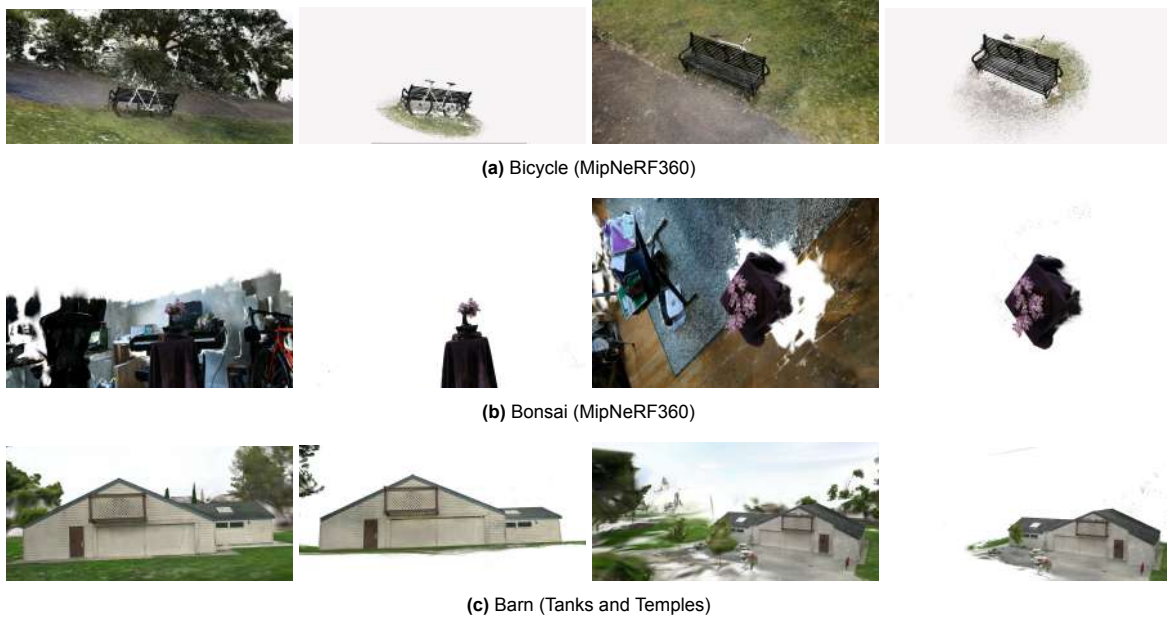 (a) Bicycle (MipNeRF360)
(b) Bonsai (MipNeRF360)
(c) Barn (Tanks and Temples)